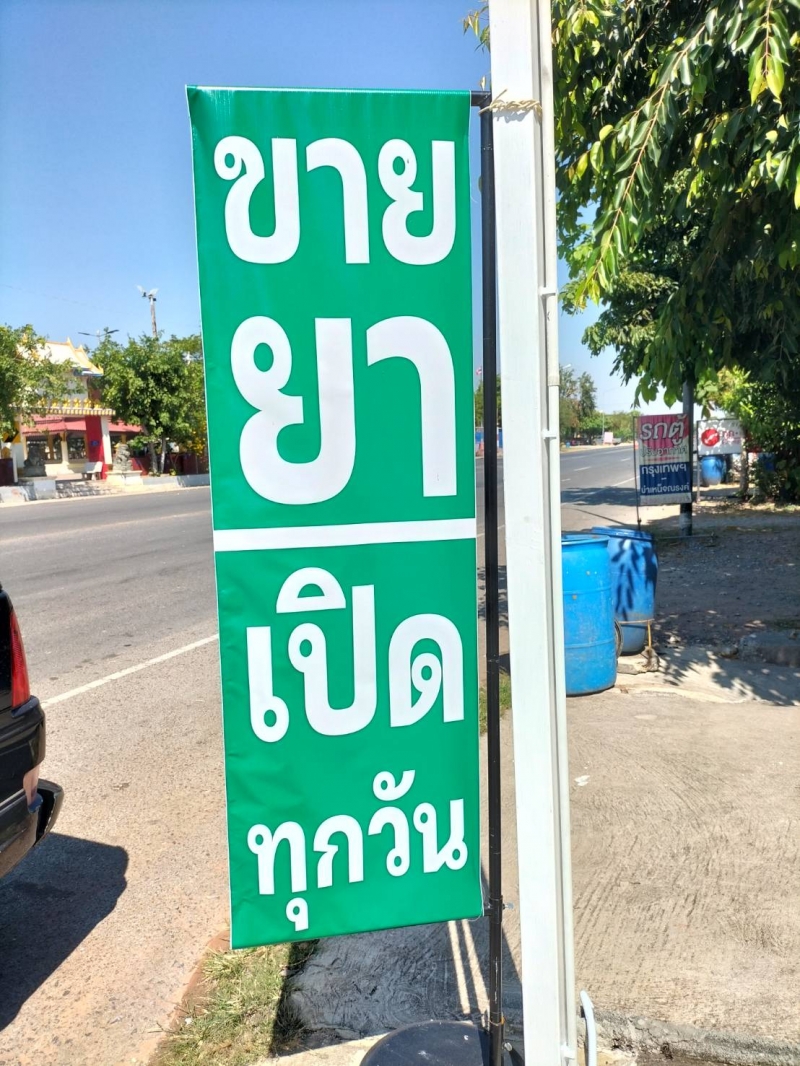 ขาย
ยา
เปิด
ทุกวัน
รถตู้
กรุงเทพฯ